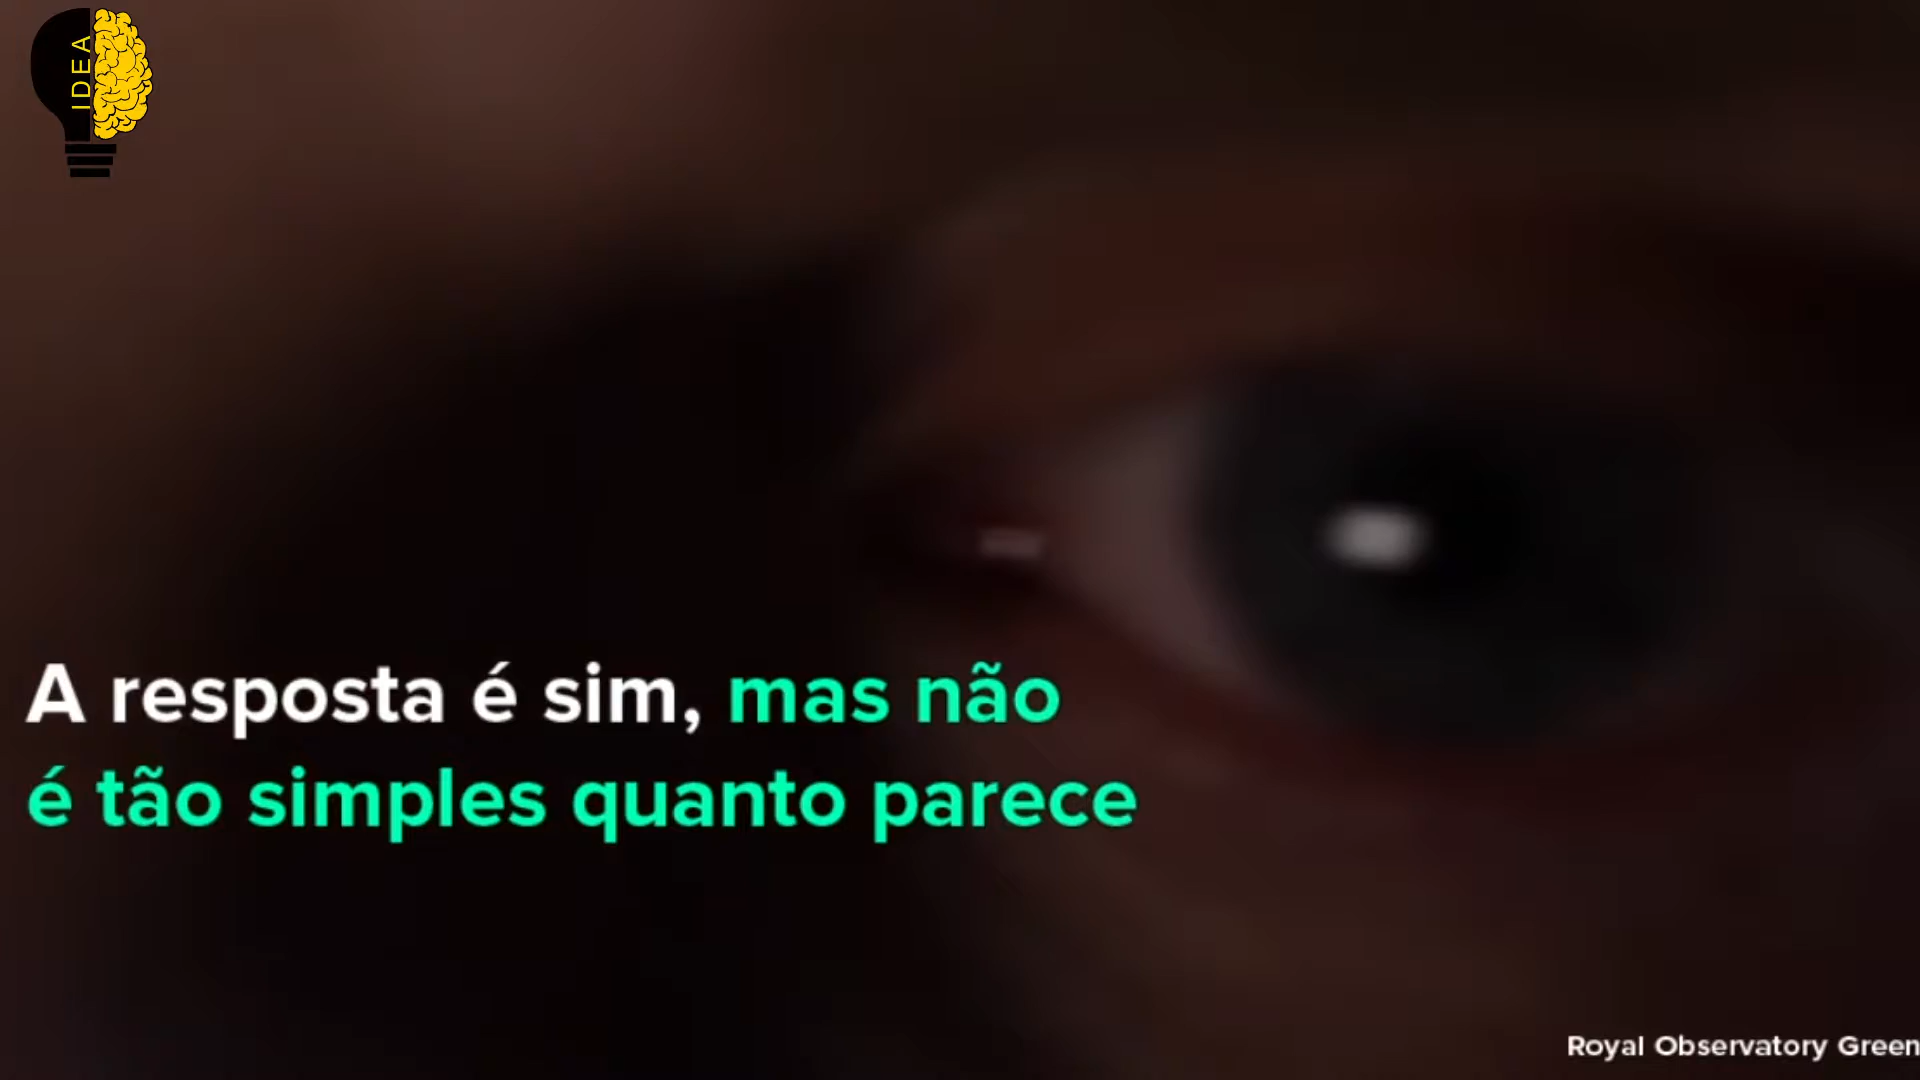 IDEA
A resposta é sim, mas não
é tão simples quanto parece
Royal Observatory Green